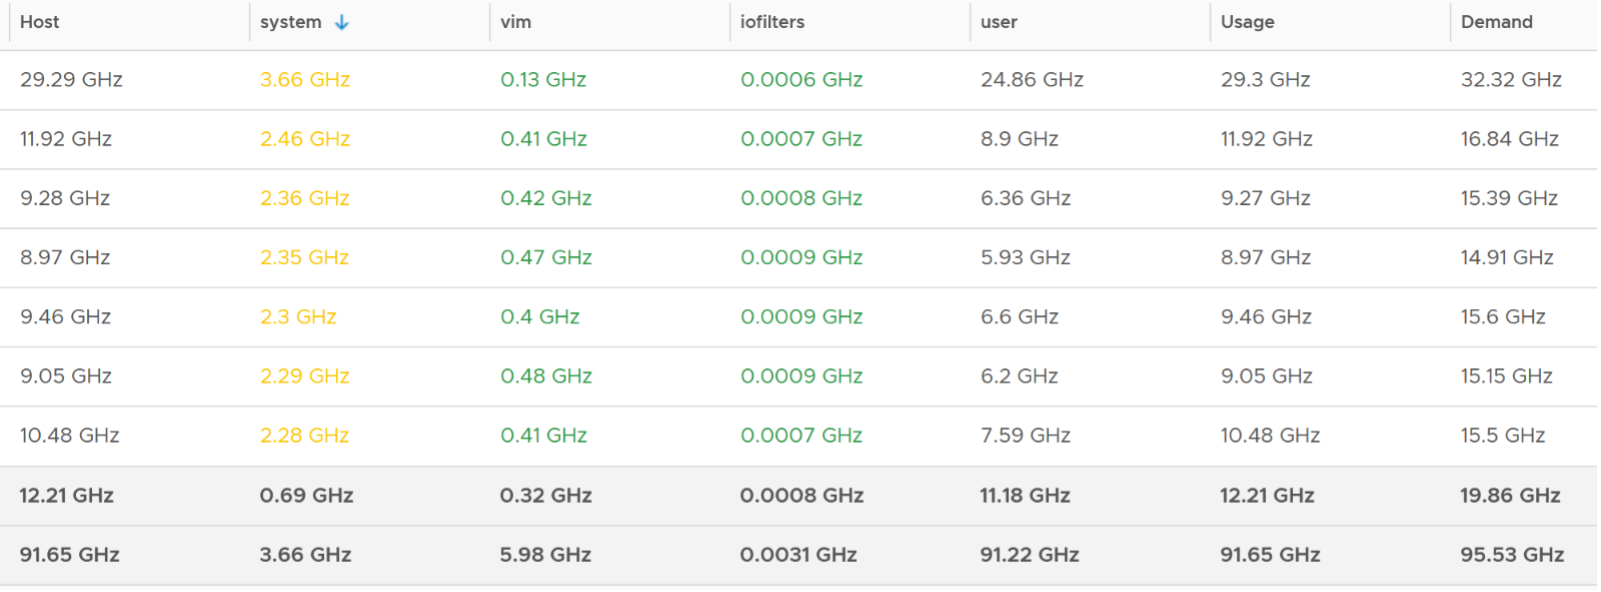 Host system ↓ vim iofilters user Usage Demand
29.29 GHz 3.66 GHz 0.13 GHz 0.0006 GHz 24.86 GHz 29.3 GHz 32.32 GHz
11.92 GHz 2.46 GHz 0.41 GHz 0.0007 GHz 8.9 GHz 11.92 GHz 16.84 GHz
9.28 GHz 2.36 GHz 0.42 GHz 0.0008 GHz 6.36 GHz 9.27 GHz 15.39 GHz
8.97 GHz 2.35 GHz 0.47 GHz 0.0009 GHz 5.93 GHz 8.97 GHz 14.91 GHz
9.46 GHz 2.3 GHz 0.4 GHz 0.0009 GHz 6.6 GHz 9.46 GHz 15.6 GHz
9.05 GHz 2.29 GHz 0.48 GHz 0.0009 GHz 6.2 GHz 9.05 GHz 15.15 GHz
10.48 GHz 2.28 GHz 0.41 GHz 0.0007 GHz 7.59 GHz 10.48 GHz 15.5 GHz
12.21 GHz 0.69 GHz 0.32 GHz 0.0008 GHz 11.18 GHz 12.21 GHz 19.86 GHz
91.65 GHz 3.66 GHz 5.98 GHz 0.0031 GHz 91.22 GHz 91.65 GHz 95.53 GHz